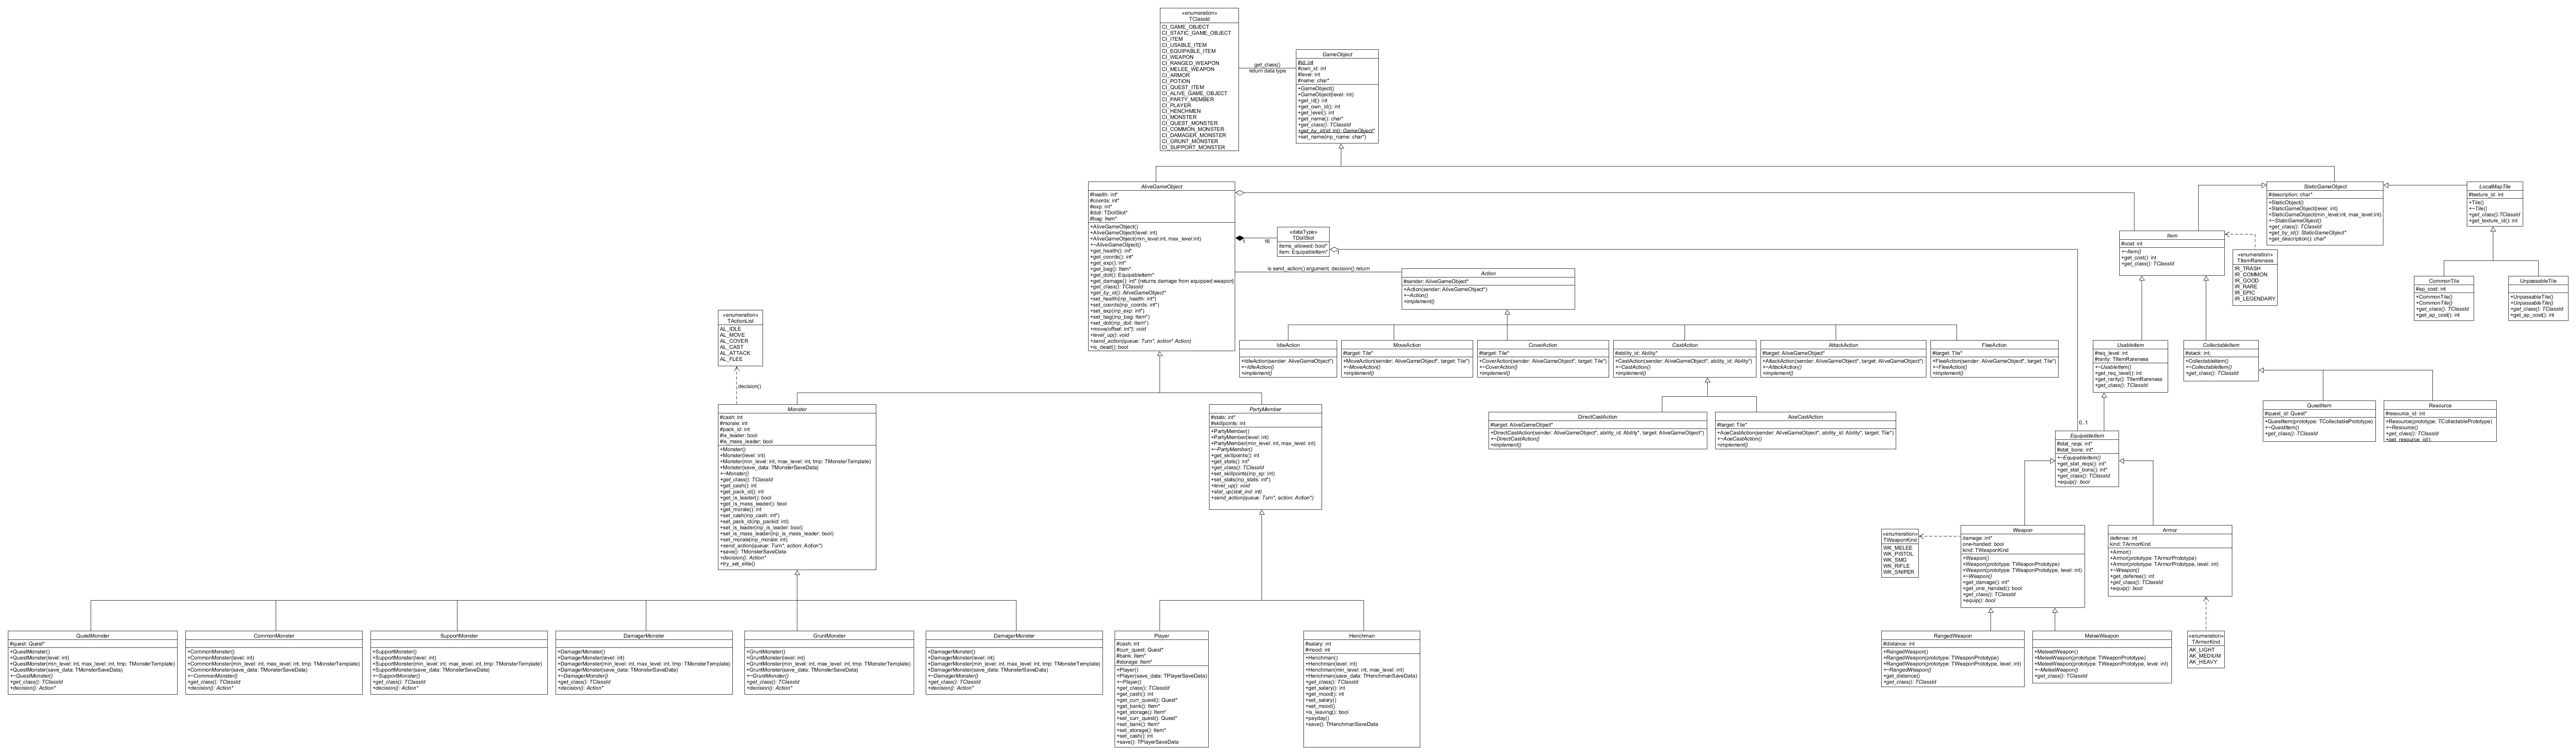 «enumeration»
TClassId
CI_GAME_OBJECT
CI_STATIC_GAME_OBJECT
CI_ITEM
CI_USABLE_ITEM
CI_EQUIPABLE_ITEM
CI_WEAPON
CI_RANGED_WEAPON
CI_MELEE_WEAPON
CI_ARMOR
CI_POTION
CI_QUEST_ITEM
CI_ALIVE_GAME_OBJECT
CI_PARTY_MEMBER
CI_PLAYER
CI_HENCHMEN
CI_MONSTER
CI_QUEST_MONSTER
CI_COMMON_MONSTER
CI_DAMAGER_MONSTER
CI_GRUNT_MONSTER
CI_SUPPORT_MONSTER
get_class()
return data type
GameObject
#id: int
#own_id: int
#level: int
#name: char*
+GameObject()
+GameObject(level: int)
+get_id(): int
+get_own_id(): int
+get_level(): int
+get_name(): char*
+get_class(): TClassId
+get_by_id(id: int): GameObject*
+set_name(inp_name: char*)
AliveGameObject
#health: int*
#coords: int*
#exp: int*
#doll: TDollSlot*
#bag: Item*
+AliveGameObject()
+AliveGameObject(level: int)
+AliveGameObject(min_level:int, max_level:int)
+~AliveGameObject()
+get_health(): int*
+get_coords(): int*
+get_exp(): int*
+get_bag(): Item*
+get_doll(): EquipableItem*
+get_damage(): int* {returns damage from equipped weapon}
+get_class(): TClassId
+get_by_id(): AliveGameObject*
+set_health(inp_health: int*)
+set_coords(inp_coords: int*)
+set_exp(inp_exp: int*)
+set_bag(inp_bag: Item*)
+set_doll(inp_doll: Item*)
+move(offset: int*): void
+level_up(): void
+send_action(queue: Turn*, action* Action)
+is_dead(): bool
1
16
«dataType»
TDollSlot
items_allowed: bool*
item: EquipableItem*
1
is send_action() argument, decision() return
Action
#sender: AliveGameObject*
+Action(sender: AliveGameObject*)
+~Action()
+implement()
StaticGameObject
#description: char*
+StaticObject()
+StaticGameObject(level: int)
+StaticGameObject(min_level:int, max_level:int)
+~StaticGameObject()
+get_class(): TClassId
+get_by_id(): StaticGameObject*
+get_description(): char*
LocalMapTile
#texture_id: int
+Tile()
+~Tile()
+get_class():TClassId
+get_texture_id(): int
Item
#cost: int
+~Item()
+get_cost(): int
+get_class(): TClassId
«enumeration»
TItemRareness
IR_TRASH
IR_COMMON
IR_GOOD
IR_RARE
IR_EPIC
IR_LEGENDARY
CommonTile
#ap_cost: int
+CommonTile()
+CommonTile()
+get_class(): TClassId
+get_ap_cost(): int
UnpassableTile
+UnpassableTile()
+UnpassableTile()
+get_class(): TClassId
+get_ap_cost(): int
«enumeration»
TActionList
AL_IDLE
AL_MOVE
AL_COVER
AL_CAST
AL_ATTACK
AL_FLEE
decision()
IdleAction
+IdleAction(sender: AliveGameObject*)
+~IdleAction()
+implement()
MoveAction
#target: Tile*
+MoveAction(sender: AliveGameObject*, target: Tile*)
+~MoveAction()
+implement()
CoverAction
#target: Tile*
+CoverAction(sender: AliveGameObject*, target: Tile*)
+~CoverAction()
+implement()
CastAction
#ability_id: Ability*
+CastAction(sender: AliveGameObject*, ability_id: Ability*)
+~CastAction()
+implement()
AttackAction
#target: AliveGameObject*
+AttackAction(sender: AliveGameObject*, target: AliveGameObject*)
+~AttackAction()
+implement()
FleeAction
#target: Tile*
+FleeAction(sender: AliveGameObject*, target: Tile*)
+~FleeAction()
+implement()
UsableItem
#req_level: int
#rarity: TItemRareness
+~UsableItem()
+get_req_level(): int
+get_rarity(): TItemRareness
+get_class(): TClassId
CollectableItem
#stack: int;
+CollectableItem()
+~CollectableItem()
+get_class(): TClassId
Monster
#cash: int
#morale: int
#pack_id: int
#is_leader: bool
#is_mass_leader: bool
+Monster()
+Monster(level: int)
+Monster(min_level: int, max_level: int, tmp: TMonsterTemplate)
+Monster(save_data: TMonsterSaveData)
+~Monster()
+get_class(): TClassId
+get_cash(): int
+get_pack_id(): int
+get_is_leader(): bool
+get_is_mass_leader(): bool
+get_morale(): int
+set_cash(inp_cash: int*)
+set_pack_id(inp_packid: int)
+set_is_leader(inp_is_leader: bool)
+set_is_mass_leader(inp_is_mass_leader: bool)
+set_morale(inp_morale: int)
+send_action(queue: Turn*, action: Action*)
+save(): TMonsterSaveData
+decision(): Action*
+try_set_elite()
PartyMember
#stats: int*
#skillpoints: int
+PartyMember()
+PartyMember(level: int)
+PartyMember(min_level: int, max_level: int)
+~PartyMember()
+get_skillpoints(): int
+get_stats(): int*
+get_class(): TClassId
+set_skillpoints(inp_sp: int)
+set_stats(inp_stats: int*)
+level_up(): void
+stat_up(stat_ind: int)
+send_action(queue: Turn*, action: Action*)
DirectCastAction
#target: AliveGameObject*
+DirectCastAction(sender: AliveGameObject*, ability_id: Ability*, target: AliveGameObject*)
+~DirectCastAction()
+implement()
AoeCastAction
#target: Tile*
+AoeCastAction(sender: AliveGameObject*, ability_id: Ability*, target: Tile*)
+~AoeCastAction()
+implement()
QuestItem
#quest_id: Quest*
+QuestItem(prototype: TCollectablePrototype)
+~QuestItem()
+get_class(): TClassId
Resource
#resource_id: int
+Resource(prototype: TCollectablePrototype)
+~Resource()
+get_class(): TClassId
+get_resource_id():
0..1
EquipableItem
#stat_reqs: int*
#stat_bons: int*
+~EquipableItem()
+get_stat_reqs(): int*
+get_stat_bons(): int*
+get_class(): TClassId
+equip(): bool
«enumeration»
TWeaponKind
WK_MELEE
WK_PISTOL
WK_SMG
WK_RIFLE
WK_SNIPER
Weapon
damage: int*
one-handed: bool
kind: TWeaponKind
+Weapon()
+Weapon(prototype: TWeaponPrototype)
+Weapon(prototype: TWeaponPrototype, level: int)
+~Weapon()
+get_damage(): int*
+get_one_handed(): bool
+get_class(): TClassId
+equip(): bool
Armor
defense: int
kind: TArmorKind
+Armor()
+Armor(prototype: TArmorPrototype)
+Armor(prototype: TArmorPrototype, level: int)
+~Weapon()
+get_defense(): int
+get_class(): TClassId
+equip(): bool
QuestMonster
#quest: Quest*
+QuestMonster()
+QuestMonster(level: int)
+QuestMonster(min_level: int, max_level: int, tmp: TMonsterTemplate)
+QuestMonster(save_data: TMonsterSaveData)
+~QuestMonster()
+get_class(): TClassId
+decision(): Action*
CommonMonster
+CommonMonster()
+CommonMonster(level: int)
+CommonMonster(min_level: int, max_level: int, tmp: TMonsterTemplate)
+CommonMonster(save_data: TMonsterSaveData)
+~CommonMonster()
+get_class(): TClassId
+decision(): Action*
SupportMonster
+SupportMonster()
+SupportMonster(level: int)
+SupportMonster(min_level: int, max_level: int, tmp: TMonsterTemplate)
+SupportMonster(save_data: TMonsterSaveData)
+~SupportMonster()
+get_class(): TClassId
+decision(): Action*
DamagerMonster
+DamagerMonster()
+DamagerMonster(level: int)
+DamagerMonster(min_level: int, max_level: int, tmp: TMonsterTemplate)
+DamagerMonster(save_data: TMonsterSaveData)
+~DamagerMonster()
+get_class(): TClassId
+decision(): Action*
GruntMonster
+GruntMonster()
+GruntMonster(level: int)
+GruntMonster(min_level: int, max_level: int, tmp: TMonsterTemplate)
+GruntMonster(save_data: TMonsterSaveData)
+~GruntMonster()
+get_class(): TClassId
+decision(): Action*
DamagerMonster
+DamagerMonster()
+DamagerMonster(level: int)
+DamagerMonster(min_level: int, max_level: int, tmp: TMonsterTemplate)
+DamagerMonster(save_data: TMonsterSaveData)
+~DamagerMonster()
+get_class(): TClassId
+decision(): Action*
Player
#cash: int
#curr_quest: Quest*
#bank: Item*
#storage: Item*
+Player()
+Player(save_data: TPlayerSaveData)
+~Player()
+get_class(): TClassId
+get_cash(): int
+get_curr_quest(): Quest*
+get_bank(): Item*
+get_storage(): Item*
+set_curr_quest(): Quest*
+set_bank(): Item*
+set_storage(): Item*
+set_cash(): int
+save(): TPlayerSaveData
Henchman
#salary: int
#mood: int
+Henchman()
+Henchman(level: int)
+Henchman(min_level: int, max_level: int)
+Henchman(save_data: THenchmanSaveData)
+get_class(): TClassId
+get_salary(): int
+get_mood(): int
+set_salary()
+set_mood()
+is_leaving(): bool
+payday()
+save(): THenchmanSaveData
RangedWeapon
#distance: int
+RangedWeapon()
+RangedWeapon(prototype: TWeaponPrototype)
+RangedWeapon(prototype: TWeaponPrototype, level: int)
+~RangedWeapon()
+get_distance()
+get_class(): TClassId
MeleeWeapon
+MeleeWeapon()
+MeleeWeapon(prototype: TWeaponPrototype)
+MeleeWeapon(prototype: TWeaponPrototype, level: int)
+~MeleeWeapon()
+get_class(): TClassId
«enumeration»
TArmorKind
AK_LIGHT
AK_MEDIUM
AK_HEAVY